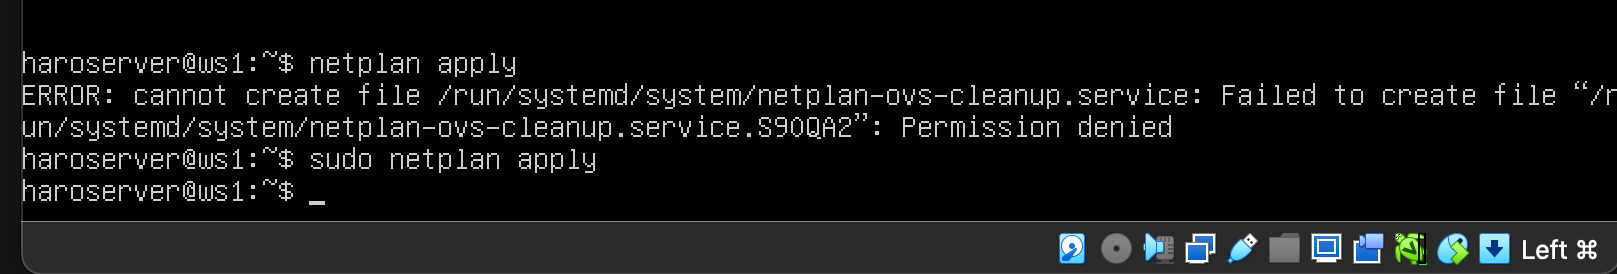 haroserver@ws1:~$ netplan apply
ERROR: cannot create file /run/systemd/system/netplan-ovs-cleanup.service: Failed to create file “/r
un/systemd/system/netplan-ovs-cleanup.service.S90QA2”: Permission denied
haroserver@ws1:~$ sudo netplan apply
haroserver@ws1:~$ _
Left ⌘